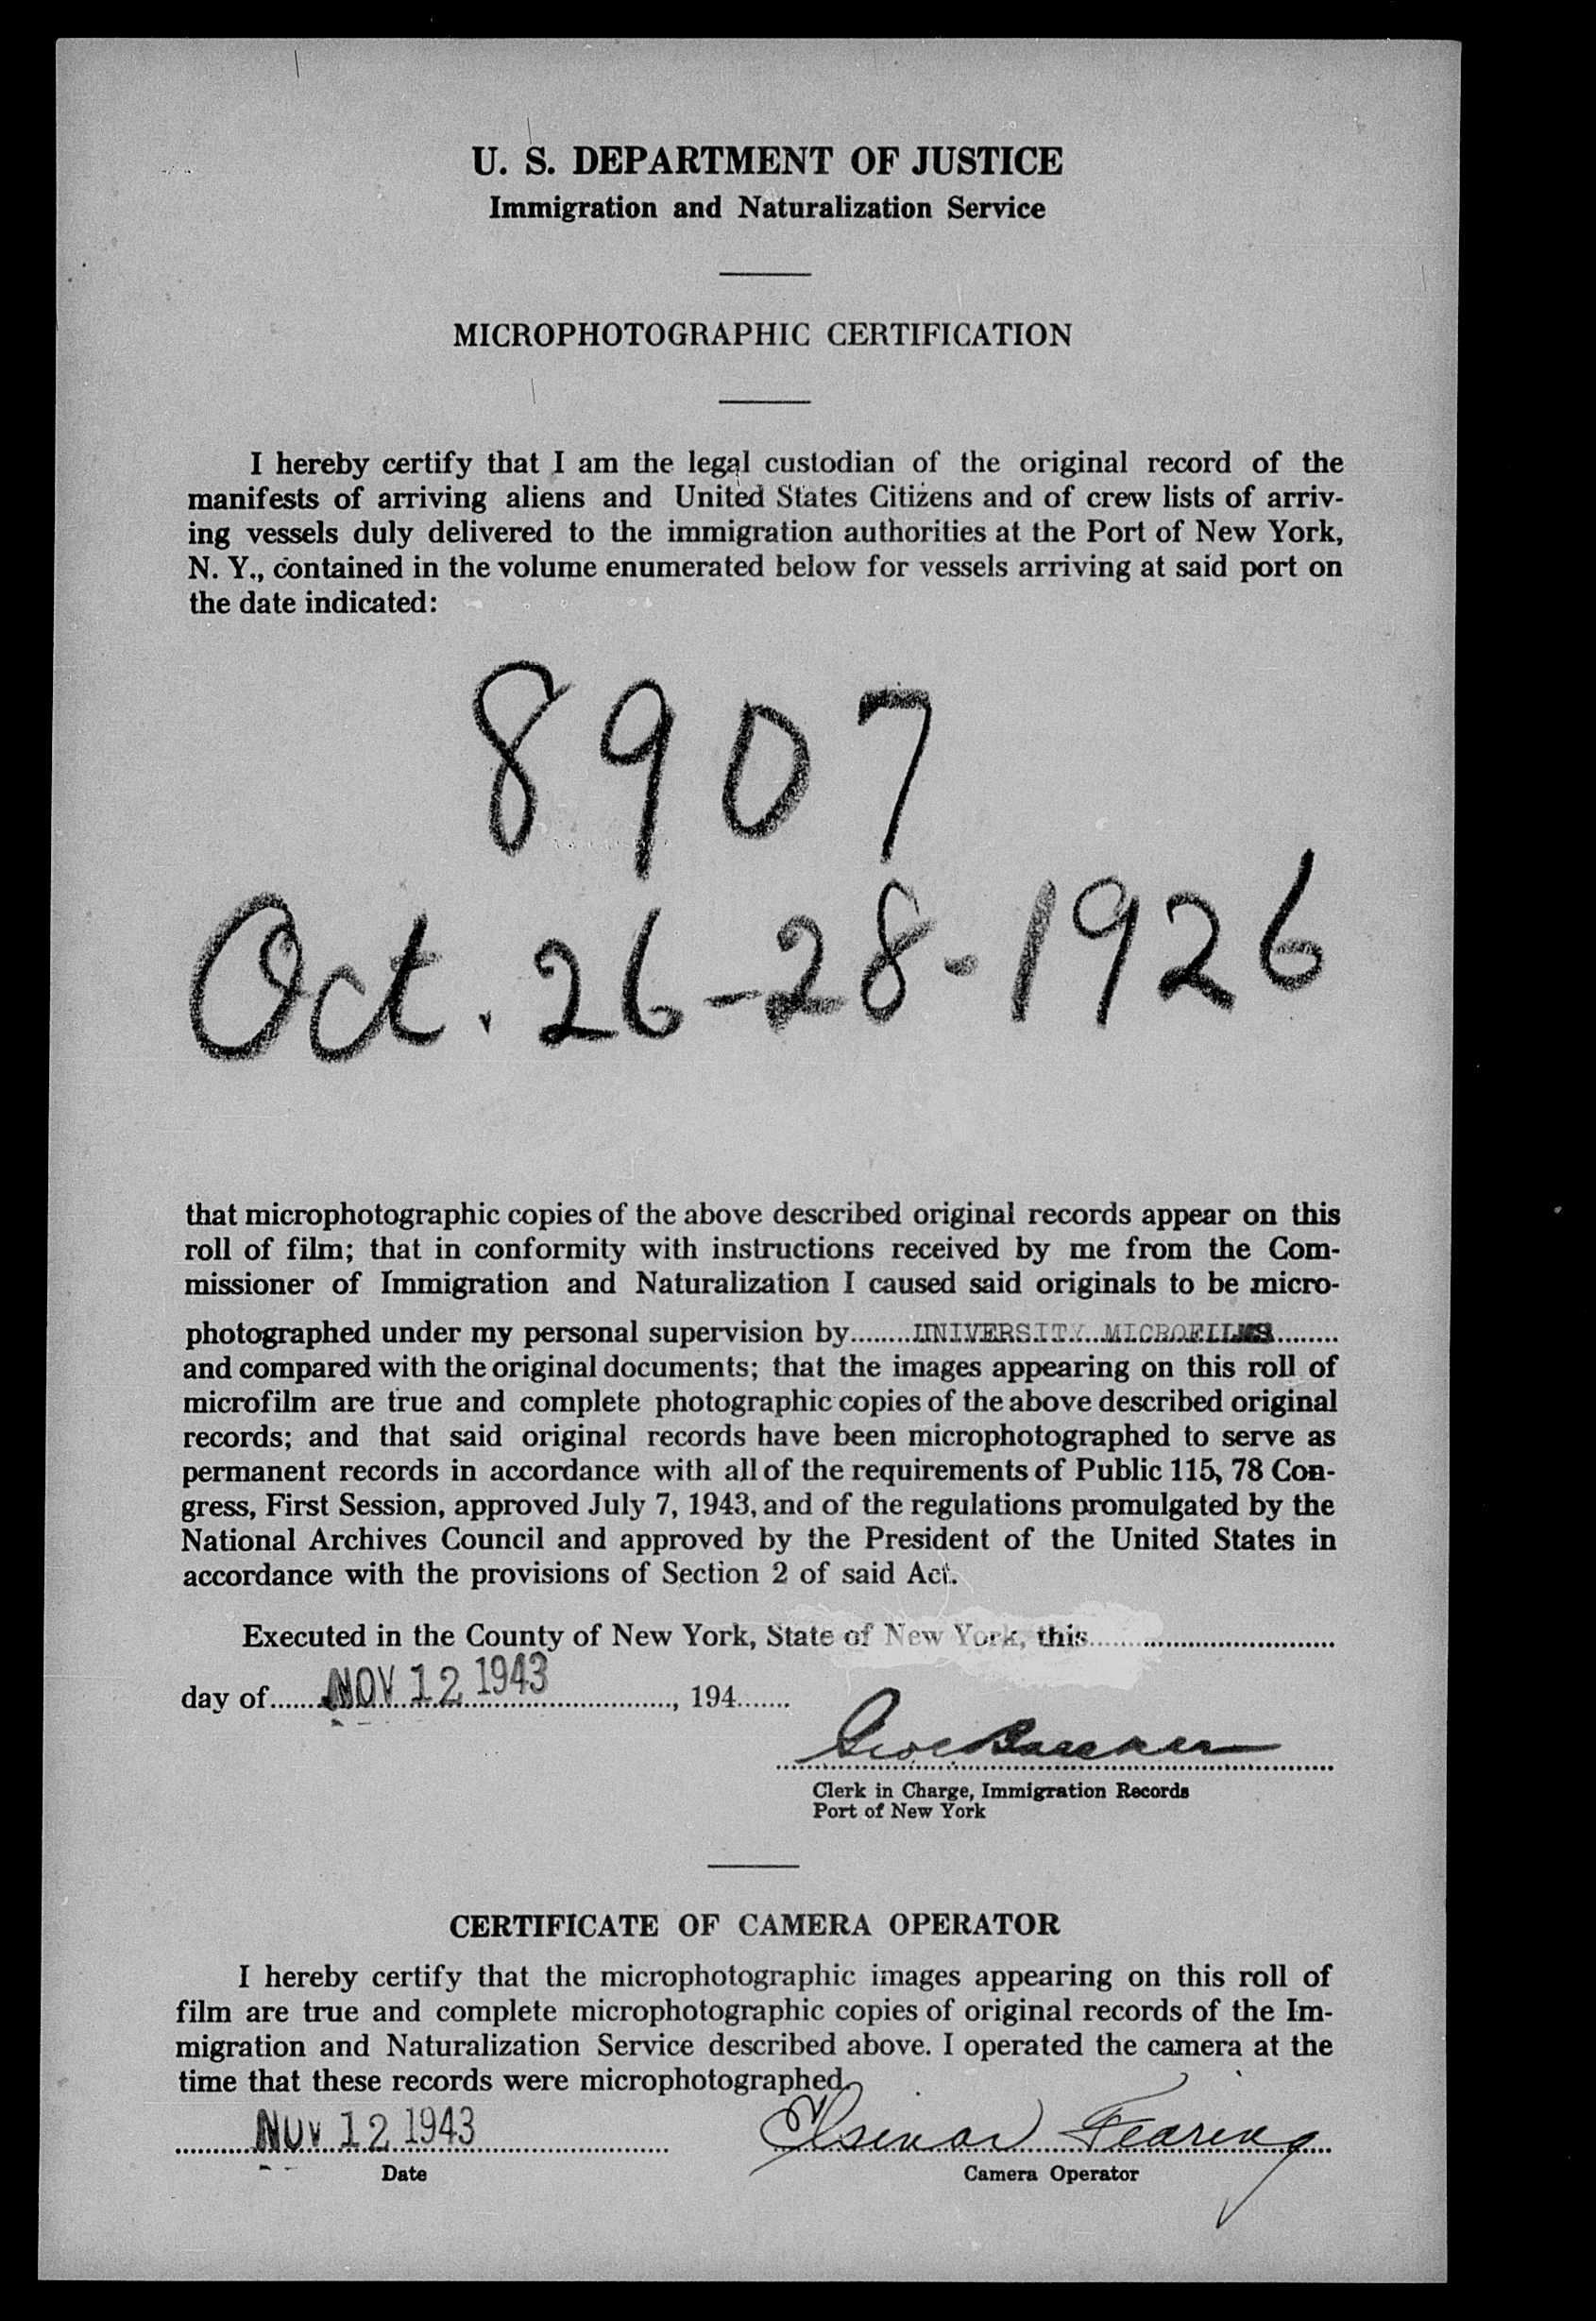 U. S. DEPARTMENT OF JUSTICE
Immigration and Naturalization Service
MICROPHOTOGRAPHIC CERTIFICATION
I hereby certify that I am the legal custodian of the original record of the
manifests of arriving aliens and United States Citizens and of crew lists of arriv-
ing vessels duly delivered to the immigration authorities at the Port of New York,
N. Y., contained in the volume enumerated below for vessels arriving at said port on
the date indicated:
8907
Oct. 26-28-1926
that microphotographic copies of the above described original records appear on this
roll of film; that in conformity with instructions received by me from the Com-
missioner of Immigration and Naturalization I caused said originals to be micro-
photographed under my personal supervision by........UNIVERSITY MICROFILMS........
and compared with the original documents; that the images appearing on this roll of
microfilm are true and complete photographic copies of the above described original
records; and that said original records have been microphotographed to serve as
permanent records in accordance with all of the requirements of Public 115, 78 Con-
gress, First Session, approved July 7, 1943, and of the regulations promulgated by the
National Archives Council and approved by the President of the United States in
accordance with the provisions of Section 2 of said Act.
Executed in the County of New York, State of New York, this
day of NOV 12 1943, 194
Clerk in Charge, Immigration Records
Port of New York
CERTIFICATE OF CAMERA OPERATOR
I hereby certify that the microphotographic images appearing on this roll of
film are true and complete microphotographic copies of original records of the Im-
migration and Naturalization Service described above. I operated the camera at the
time that these records were microphotographed.
NOV 12 1943 Fearing
Date Camera Operator